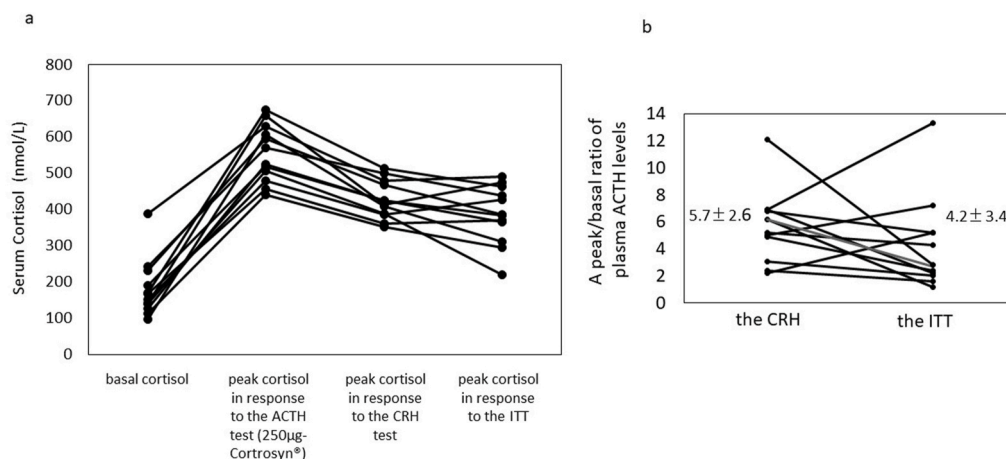 a
b
Serum Cortisol (nmol/L)
800
700
600
500
400
300
200
100
0
basal cortisol
peak cortisol
in response
to the ACTH
test (250µg-
Cortrosyn®)
peak cortisol
in response
to the CRH
test
peak cortisol
in response
to the ITT
A peak/basal ratio of
plasma ACTH levels
14
12
10
8
6
4
2
0
5.7±2.6
4.2±3.4
the CRH
the ITT